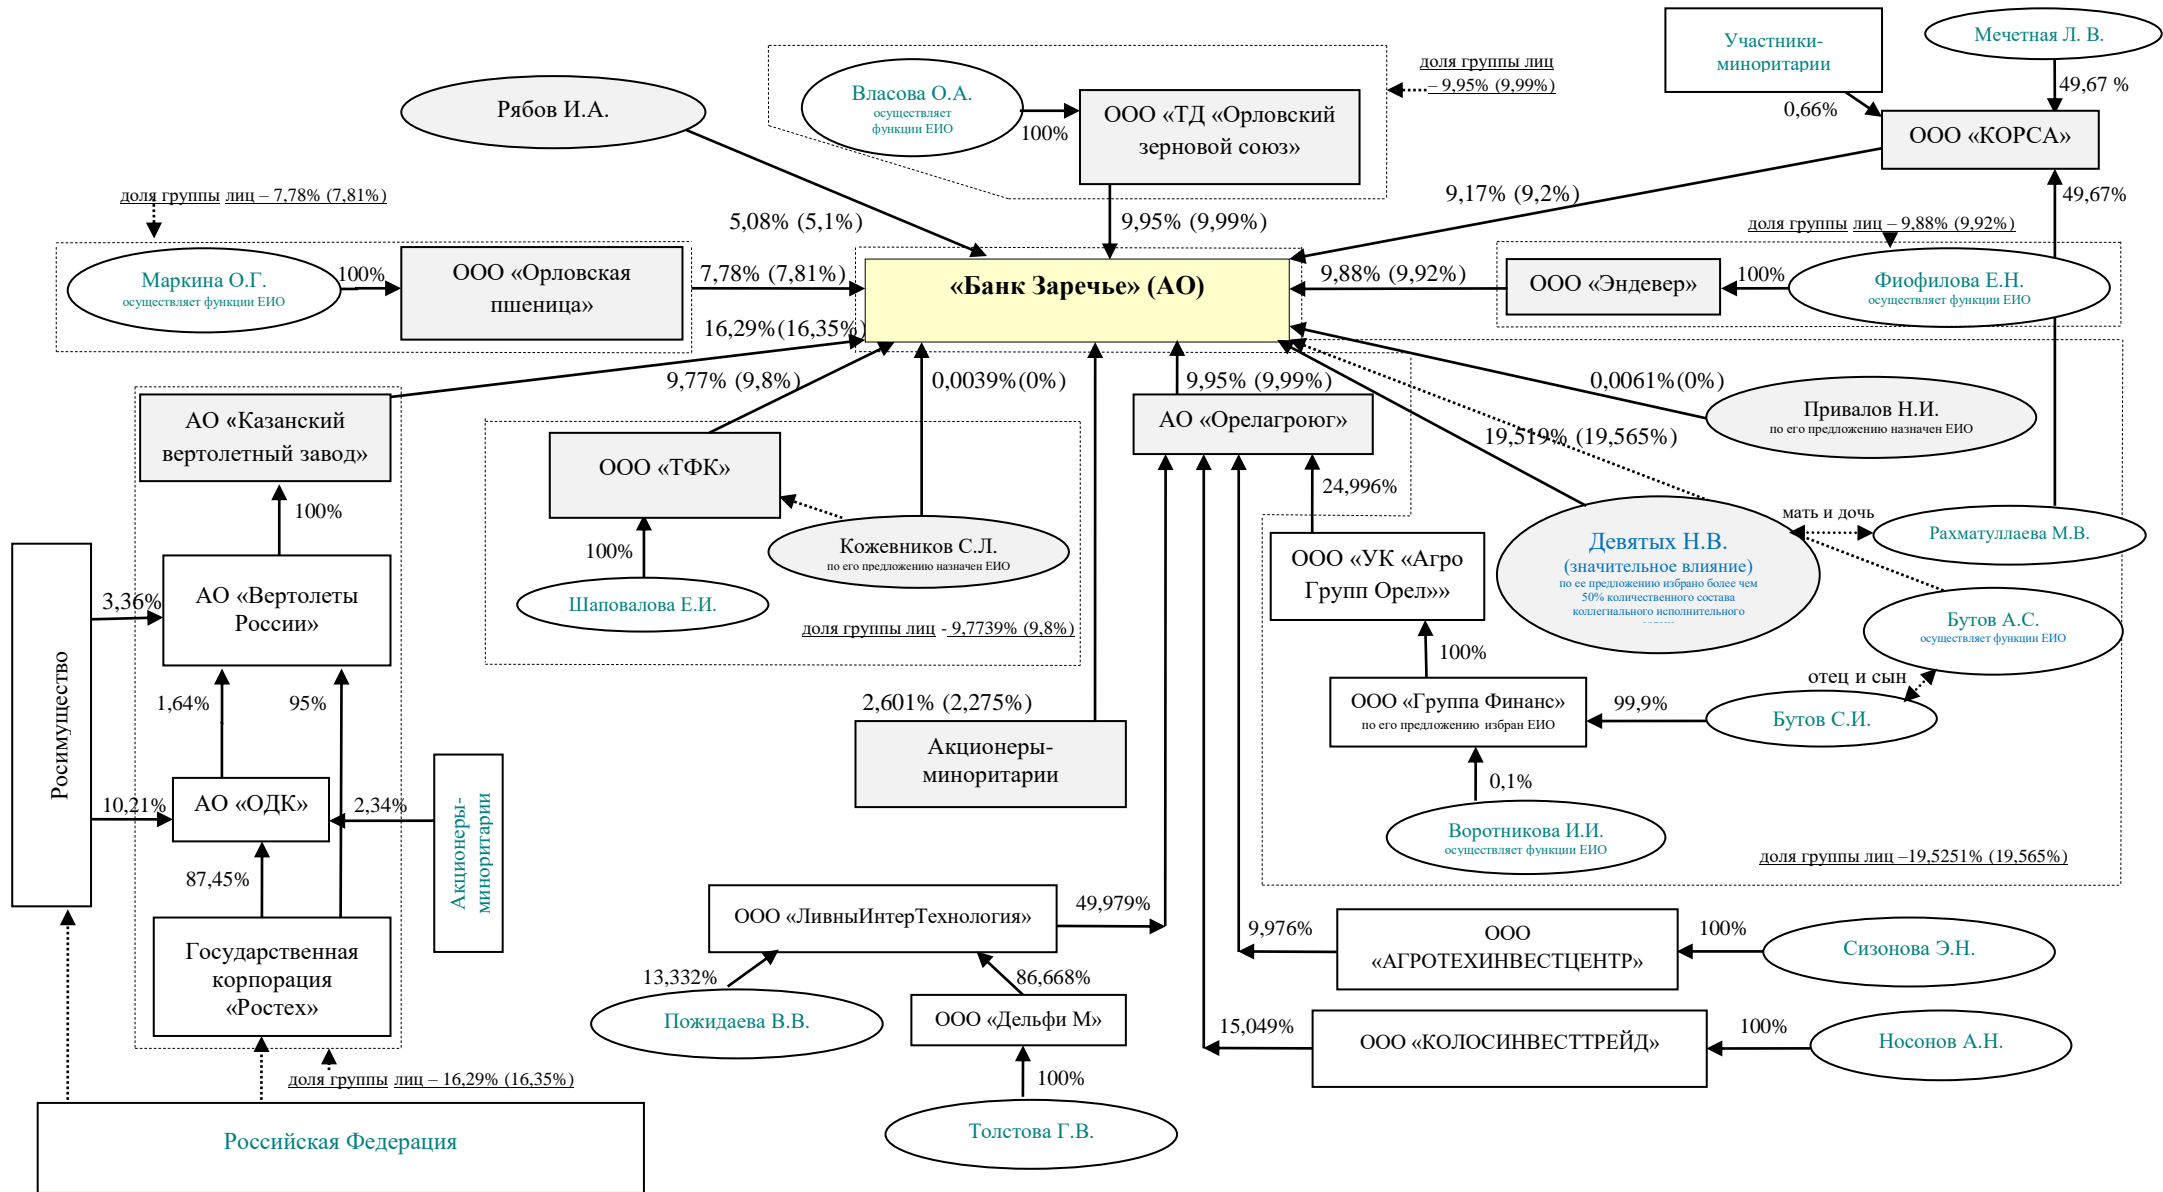 Участники-
миноритарии
Мечетная Л. В.
доля группы лиц
– 9,95% (9,99%)
49,67 %
0,66%
Рябов И.А.
Власова О.А.
осуществляет
функции ЕИО
100%
ООО «ТД «Орловский
зерновой союз»
ООО «КОРСА»
доля группы лиц – 7,78% (7,81%)
5,08% (5,1%)
9,95% (9,99%)
9,17% (9,2%)
49,67%
доля группы лиц – 9,88% (9,92%)
Маркина О.Г.
осуществляет функции ЕИО
100%
ООО «Орловская
пшеница»
7,78% (7,81%)
«Банк Заречье» (АО)
9,88% (9,92%)
ООО «Эндевер»
100%
Фиофилова Е.Н.
осуществляет функции ЕИО
16,29%(16,35%)
9,77% (9,8%)
0,0039%(0%)
9,95% (9,99%)
0,0061%(0%)
АО «Казанский
вертолетный завод»
АО «Орелагроюг»
Привалов Н.И.
по его предложению назначен ЕИО
19,519% (19,565%)
ООО «ТФК»
24,996%
100%
Кожевников С.Л.
по его предложению назначен ЕИО
100%
Шаповалова Е.И.
доля группы лиц - 9,7739% (9,8%)
ООО «УК «Агро
Групп Орел»»
Девятых Н.В.
(значительное влияние)
по ее предложению избрано более чем
50% количественного состава
коллегиального исполнительного
мать и дочь
Рахматуллаева М.В.
Бутов А.С.
осуществляет функции ЕИО
3,36%
АО «Вертолеты
России»
Росимущество
1,64%
95%
100%
отец и сын
ООО «Группа Финанс»
по его предложению избран ЕИО
99,9%
Бутов С.И.
2,601% (2,275%)
Акционеры-
миноритарии
0,1%
10,21%
АО «ОДК»
2,34%
Акционеры-
миноритарии
Воротникова И.И.
осуществляет функции ЕИО
доля группы лиц –19,5251% (19,565%)
87,45%
ООО «ЛивныИнтерТехнология»
49,979%
9,976%
ООО
«АГРОТЕХИНВЕСТЦЕНТР»
100%
Сизонова Э.Н.
Государственная
корпорация
«Ростех»
13,332%
86,668%
Пожидаева В.В.
ООО «Дельфи М»
15,049%
ООО «КОЛОСИНВЕСТТРЕЙД»
100%
Носонов А.Н.
доля группы лиц – 16,29% (16,35%)
100%
Российская Федерация
Толстова Г.В.